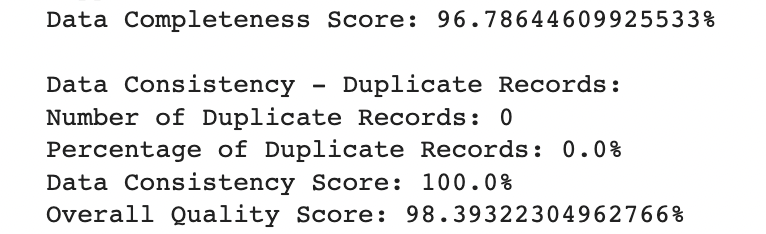 Data Completeness Score: 96.78644609925533%
Data Consistency – Duplicate Records:
Number of Duplicate Records: 0
Percentage of Duplicate Records: 0.0%
Data Consistency Score: 100.0%
Overall Quality Score: 98.39322304962766%